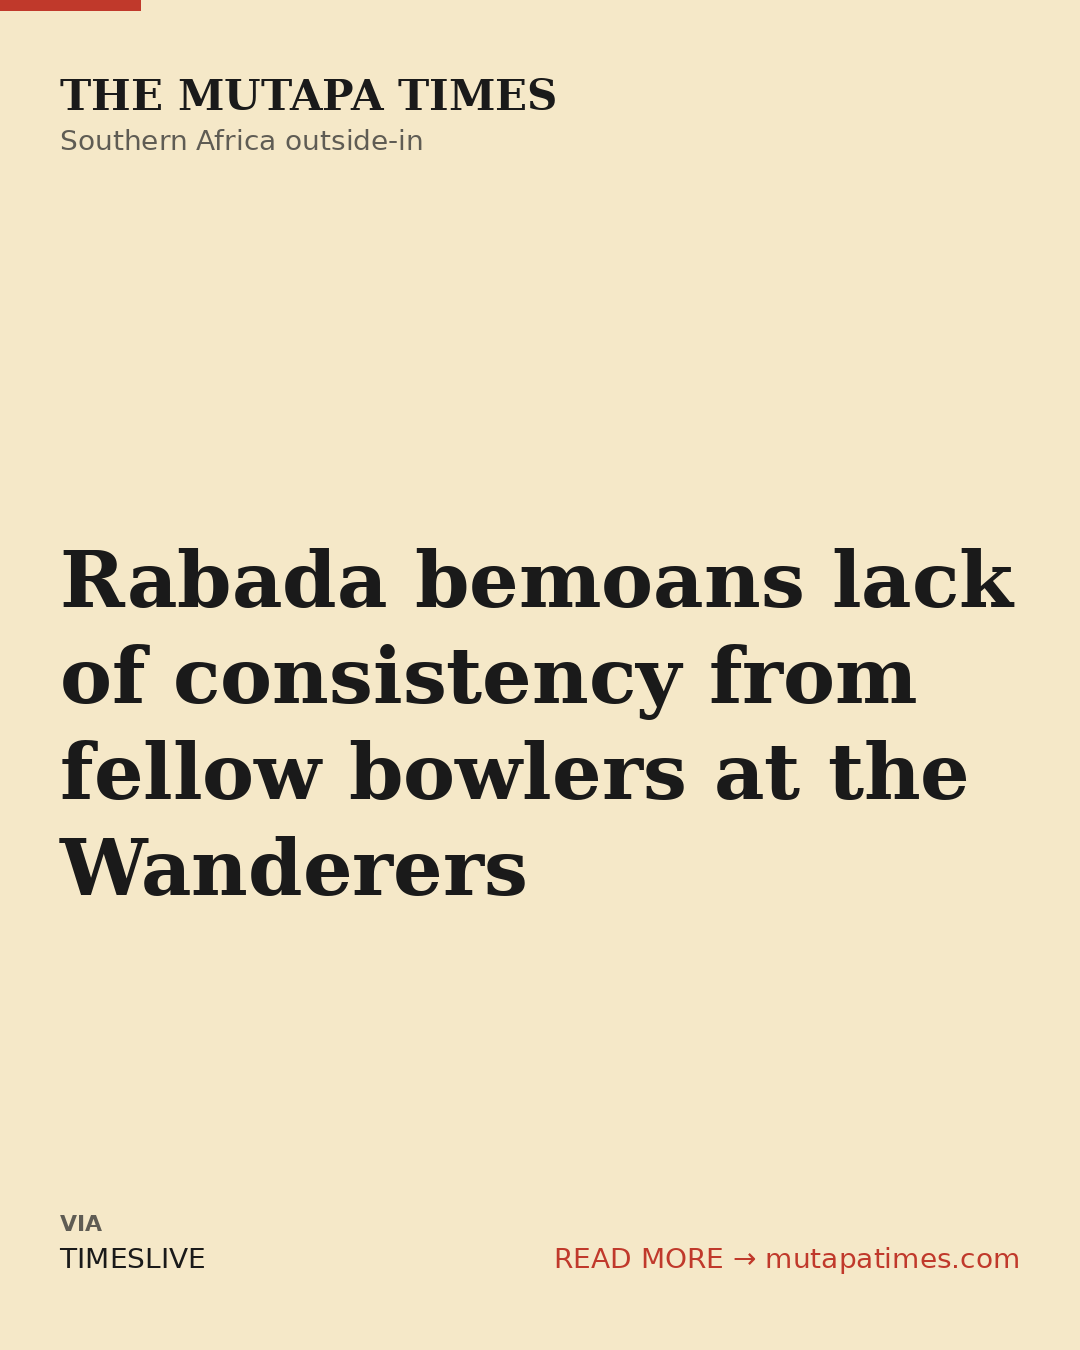 THE MUTAPA TIMES
Southern Africa outside-in
Rabada bemoans lack
of consistency from
fellow bowlers at the
Wanderers
VIA
TIMESLIVE
READ MORE → mutapatimes.com